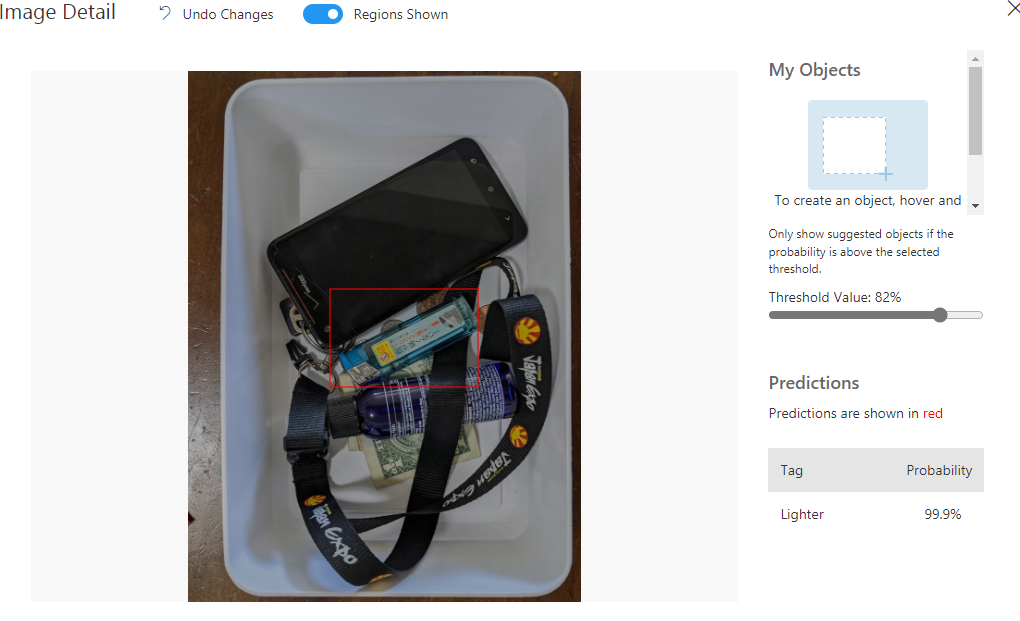 Image Detail
Undo Changes
Regions Shown
My Objects
To create an object, hover and
Only show suggested objects if the
probability is above the selected
threshold.
Threshold Value: 82%
Predictions
Predictions are shown in red
Tag
Probability
Lighter
99.9%
verizon
Japan Expo
Japan Expo
Japan Expo